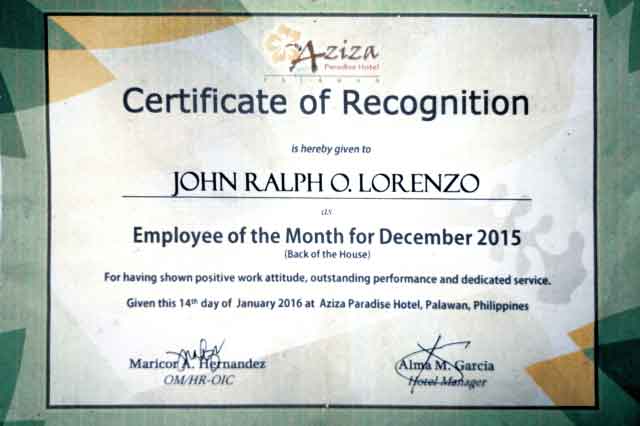 Aziza
Paradise Hotel
PALAWAN
Certificate of Recognition
is hereby given to
JOHN RALPH O. LORENZO
as
Employee of the Month for December 2015
(Back of the House)
For having shown positive work attitude, outstanding performance and dedicated service.
Given this 14th day of January 2016 at Aziza Paradise Hotel, Palawan, Philippines
Maricor A. Hernandez
OM/HR-OIC
Alma M. Garcia
Hotel Manager